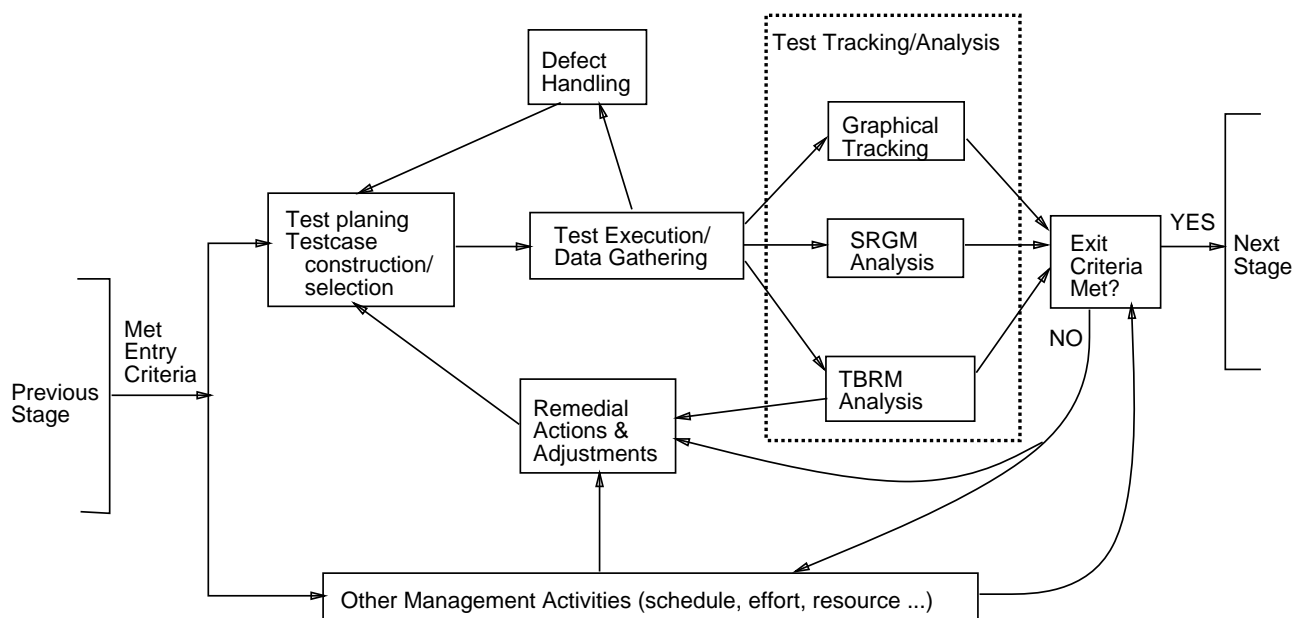 Test Tracking/Analysis
Defect
Handling
Graphical
Tracking
Test planing
Testcase
construction/
selection
Test Execution/
Data Gathering
SRGM
Analysis
Exit
Criteria
Met?
YES
Next
Stage
NO
Met
Entry
Criteria
Previous
Stage
TBRM
Analysis
Remedial
Actions &
Adjustments
Other Management Activities (schedule, effort, resource ...)